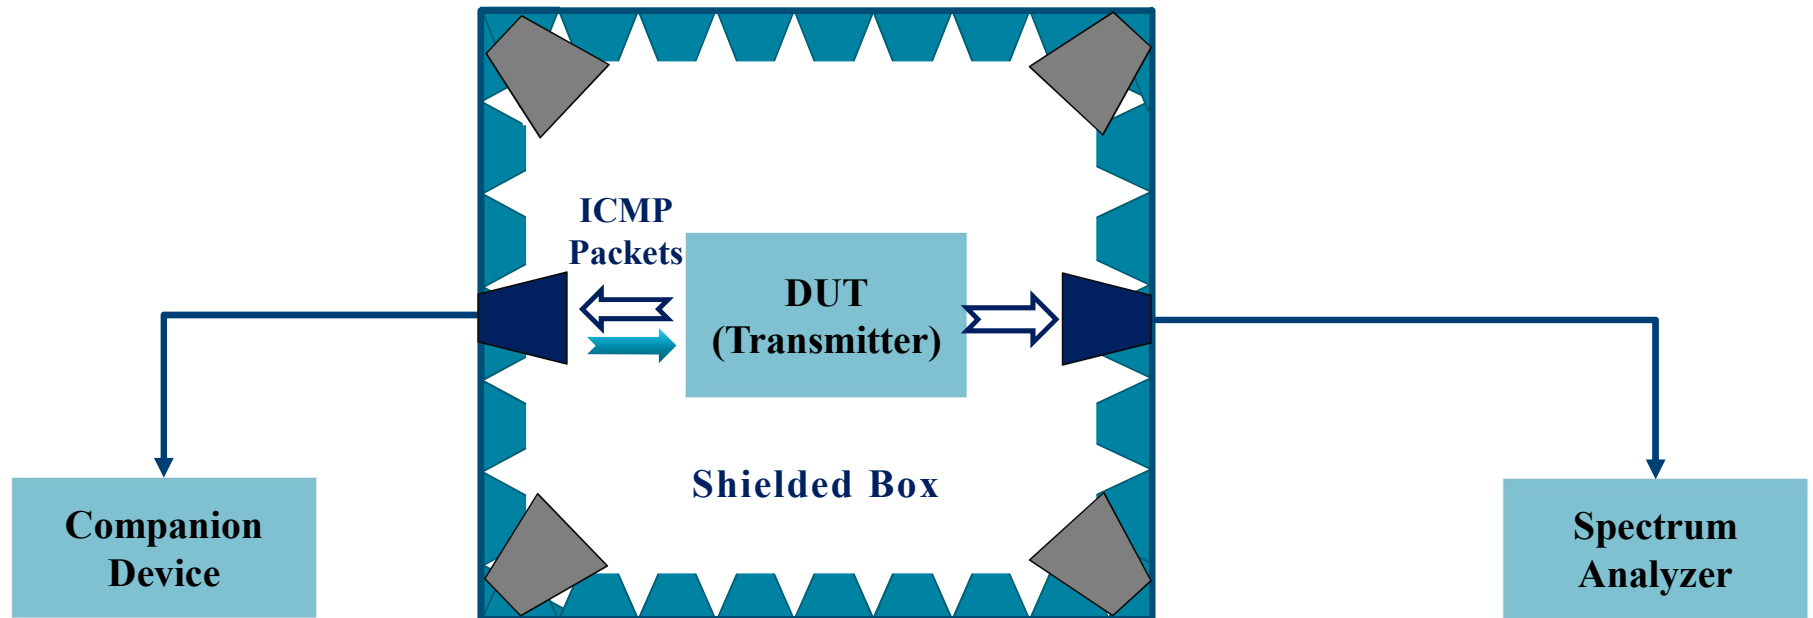 ICMP
Packets
DUT
(Transmitter)
Shielded Box
Companion
Device
Spectrum
Analyzer